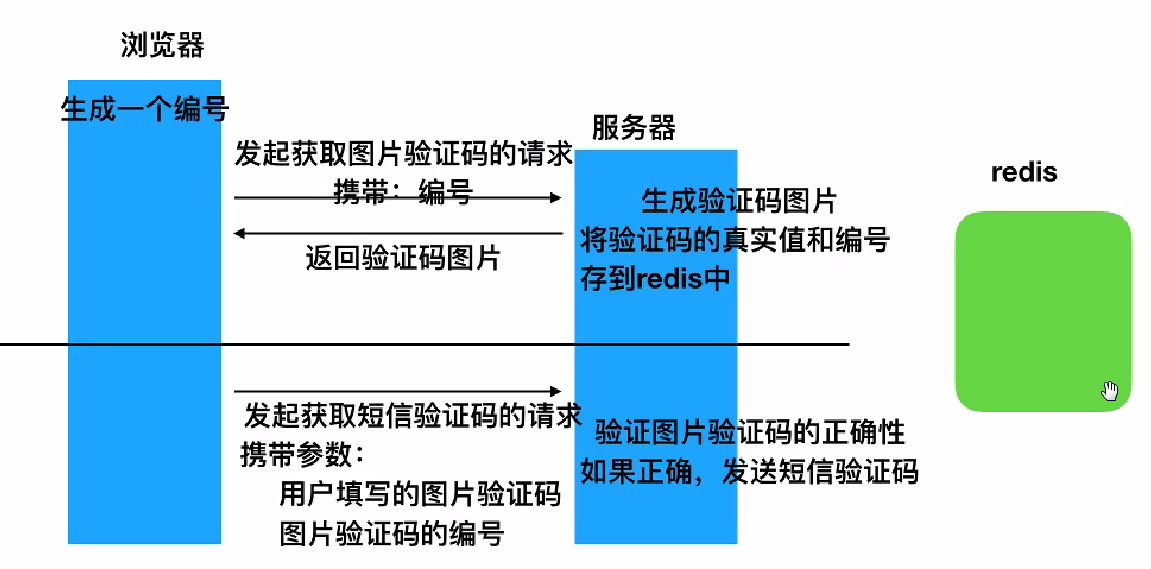 浏览器
生成一个编号
服务器
发起获取图片验证码的请求
携带：编号
redis
生成验证码图片
将验证码的真实值和编号
存到redis中
返回验证码图片
发起获取短信验证码的请求
携带参数：
用户填写的图片验证码
图片验证码的编号
验证图片验证码的正确性
如果正确，发送短信验证码